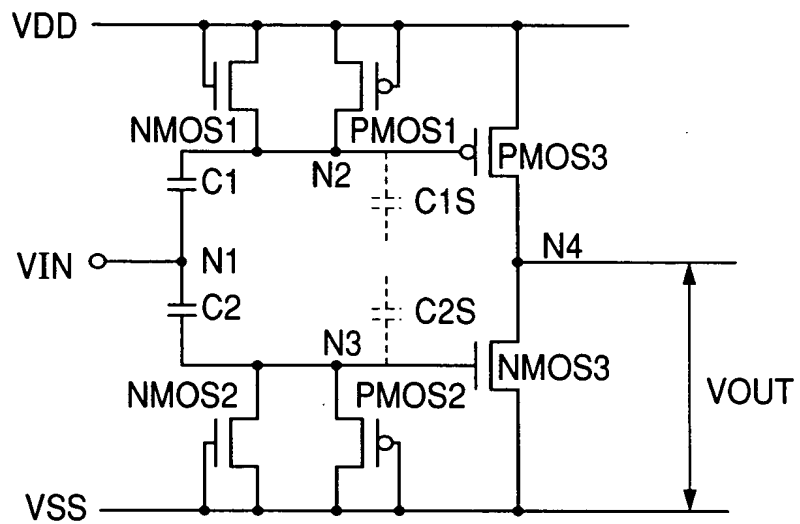 VDD
NMOS1
PMOS1
PMOS3
N2
C1
C1S
VIN
N1
N4
C2
C2S
N3
NMOS2
PMOS2
NMOS3
VOUT
VSS